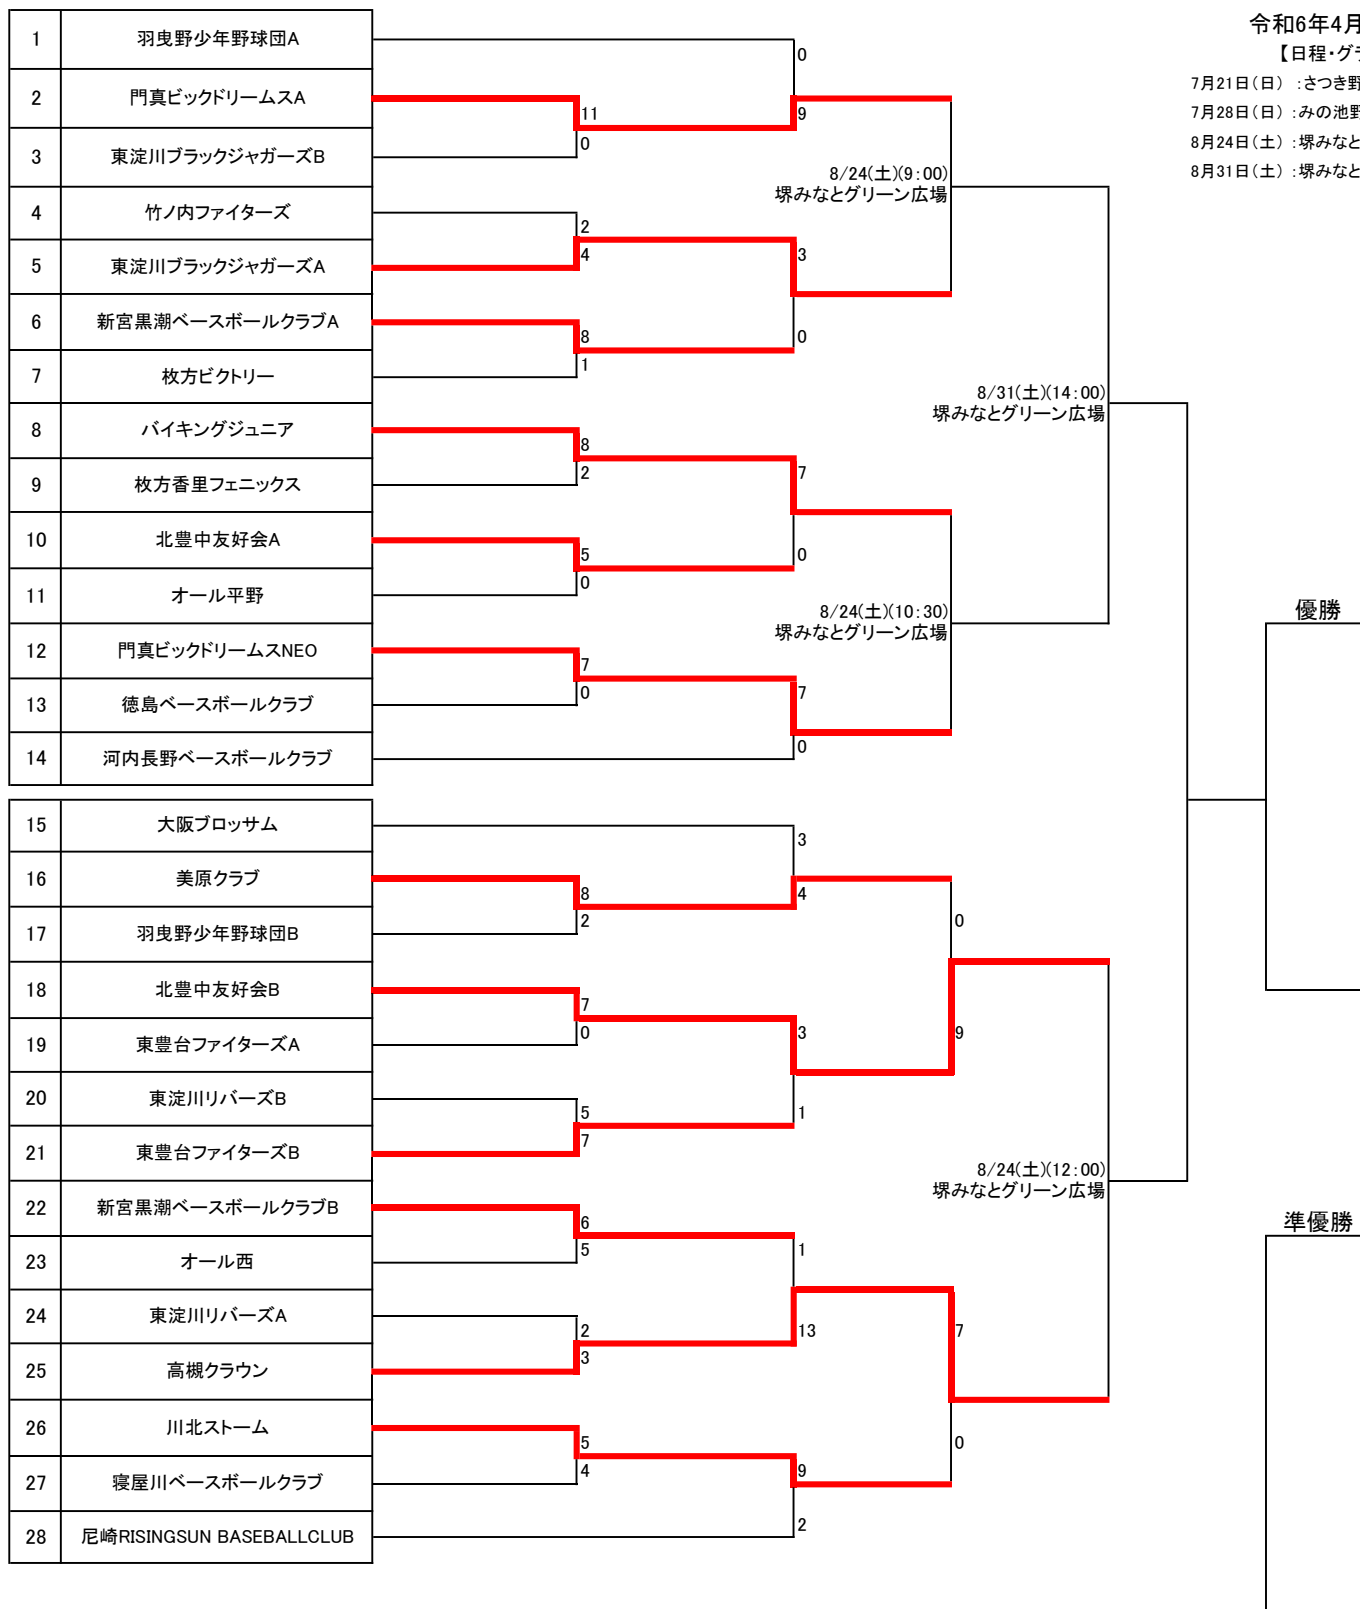 令和6年4月
【日程・グラ
7月21日(日) :さつき野
7月28日(日) :みの池野
8月24日(土) :堺みなと
8月31日(土) :堺みなと
1 羽曳野少年野球団A
2 門真ビックドリームスA
3 東淀川ブラックジャガーズB
4 竹ノ内ファイターズ
5 東淀川ブラックジャガーズA
6 新宮黒潮ベースボールクラブA
7 枚方ビクトリー
8 バイキングジュニア
9 枚方香里フェニックス
10 北豊中友好会A
11 オール平野
12 門真ビックドリームスNEO
13 徳島ベースボールクラブ
14 河内長野ベースボールクラブ
15 大阪ブロッサム
16 美原クラブ
17 羽曳野少年野球団B
18 北豊中友好会B
19 東豊台ファイターズA
20 東淀川リバーズB
21 東豊台ファイターズB
22 新宮黒潮ベースボールクラブB
23 オール西
24 東淀川リバーズA
25 高槻クラウン
26 川北ストーム
27 寝屋川ベースボールクラブ
28 尼崎RISINGSUN BASEBALLCLUB
11
0
2
4
8
1
8
2
5
0
7
0
8
2
7
0
5
7
6
5
2
3
5
4
0
9
3
0
7
0
7
0
3
4
3
1
1
13
9
2
8/24(土)(9:00)
堺みなとグリーン広場
8/24(土)(10:30)
堺みなとグリーン広場
0
9
7
0
8/31(土)(14:00)
堺みなとグリーン広場
8/24(土)(12:00)
堺みなとグリーン広場
優勝
準優勝